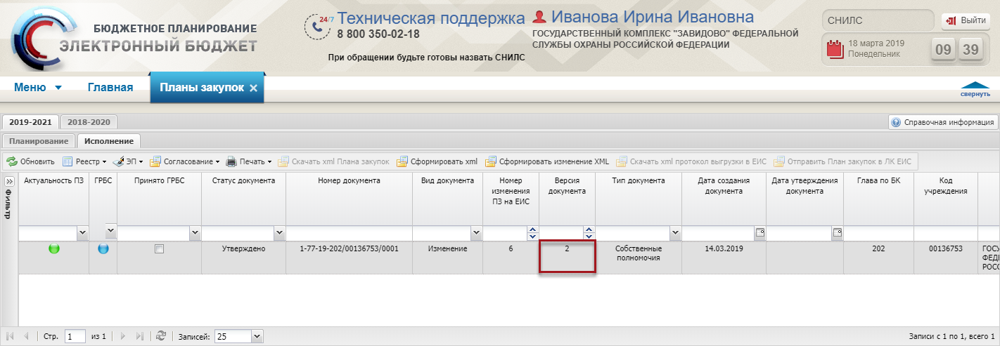 БЮДЖЕТНОЕ ПЛАНИРОВАНИЕ
ЭЛЕКТРОННЫЙ БЮДЖЕТ
24/7
Техническая поддержка
8 800 350-02-18
При обращении будьте готовы назвать СНИЛС
Иванова Ирина Ивановна
ГОСУДАРСТВЕННЫЙ КОМПЛЕКС "ЗАВИДОВО" ФЕДЕРАЛЬНОЙ
СЛУЖБЫ ОХРАНЫ РОССИЙСКОЙ ФЕДЕРАЦИИ
СНИЛС
Выйти
18 марта 2019
Понедельник
09 39
Меню Главная Планы закупок
свернуть
2019-2021 2018-2020
Справочная информация
Планирование Исполнение
Обновить Реестр ЭП Согласование Печать Скачать xml Плана закупок Сформировать xml Сформировать изменение XML Скачать xml протокол выгрузки в ЕИС Отправить План закупок в ЛК ЕИС
Фильтр
Актуальность ПЗ
ГРБС
Принято ГРБС
Статус документа
Номер документа
Вид документа
Номер
изменения
ПЗ на ЕИС
Версия
документа
Тип документа
Дата создания
документа
Дата утверждения
документа
Глава по БК
Код
учреждения
Утверждено
1-77-19-202/00136753/0001
Изменение
6
2
Собственные
полномочия
14.03.2019
202
00136753
ГОСУ
ФЕДЕ
РОСС
Стр. 1 из 1 Записей: 25
Записи с 1 по 1, всего 1